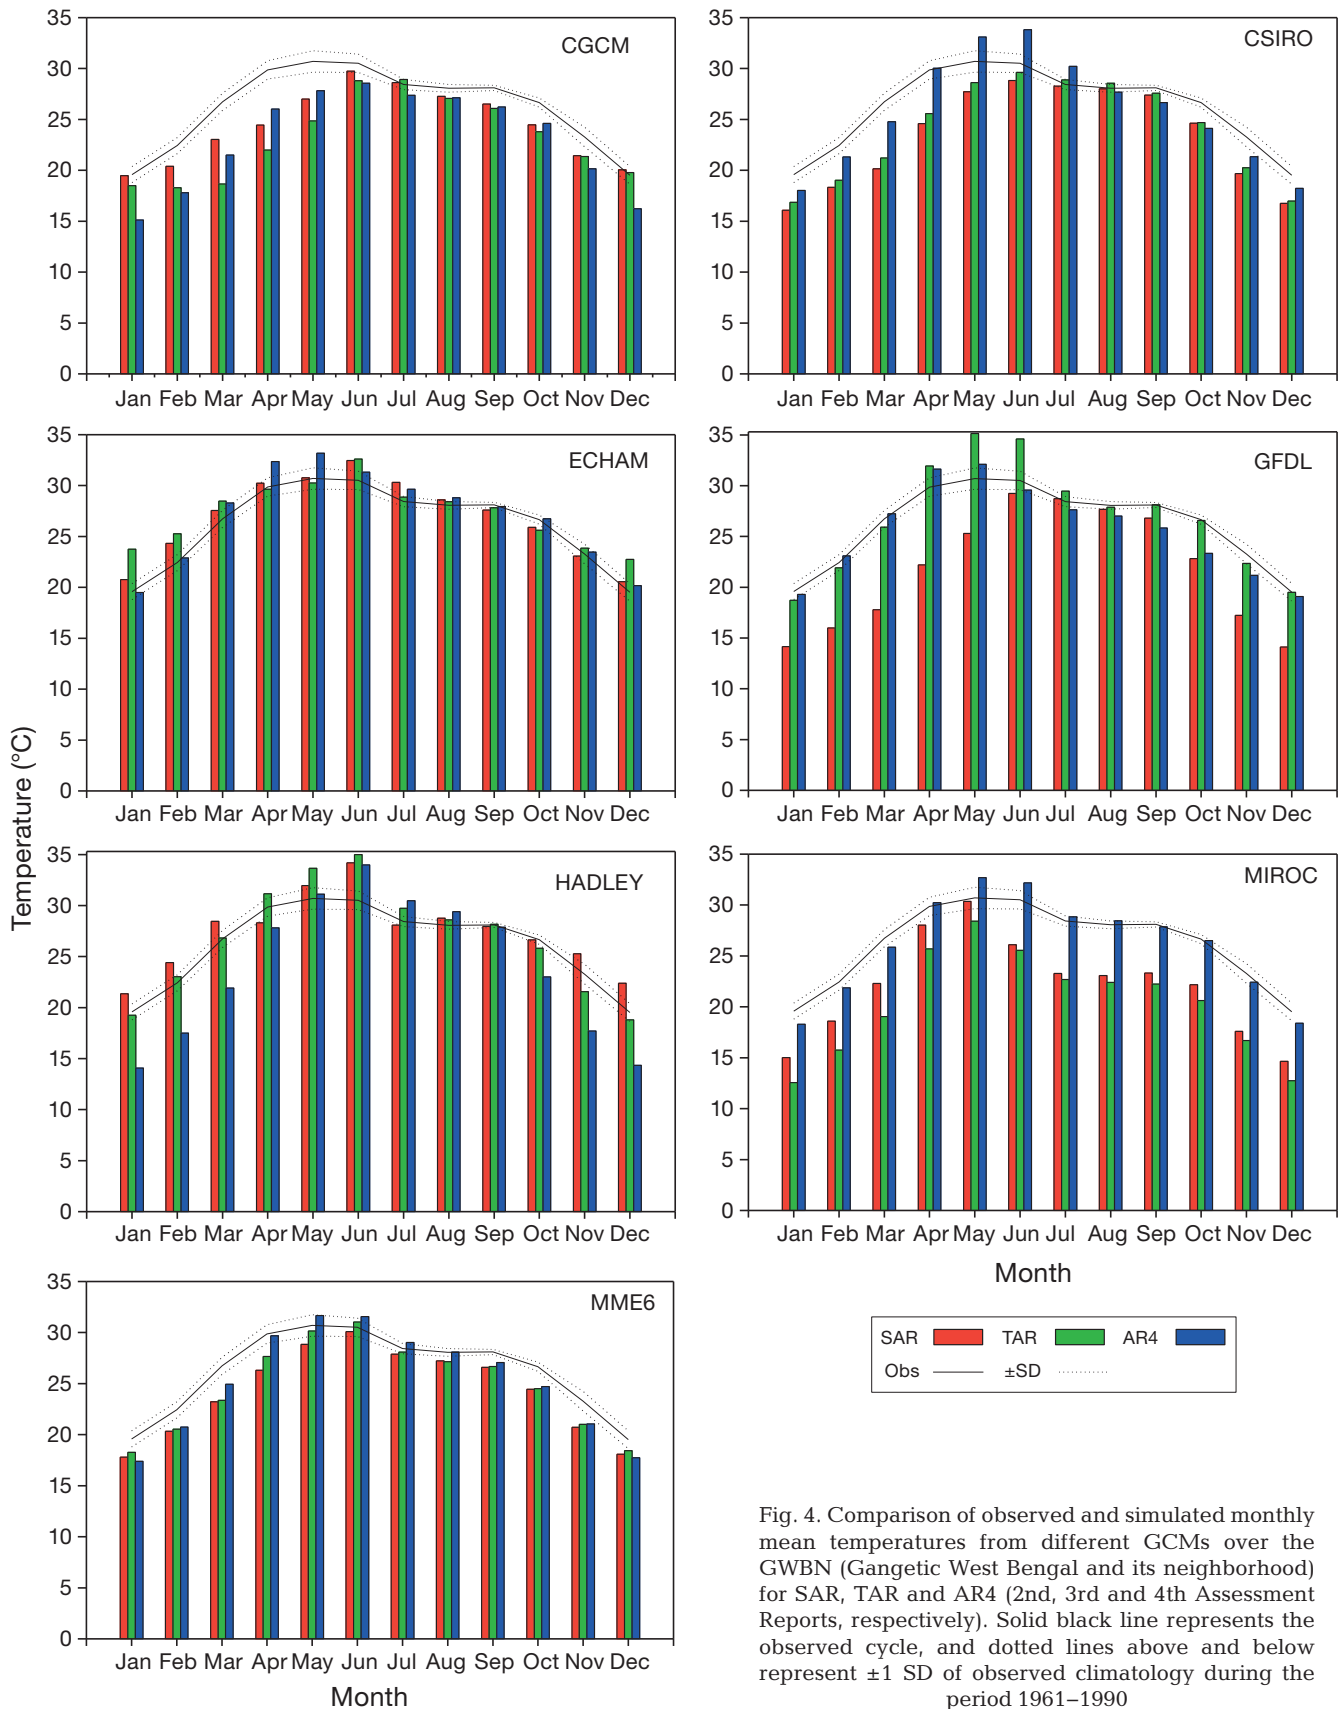 Temperature (°C)
35
30
25
20
15
10
5
0
CGCM
Jan Feb Mar Apr May Jun Jul Aug Sep Oct Nov Dec
35
30
25
20
15
10
5
0
CSIRO
Jan Feb Mar Apr May Jun Jul Aug Sep Oct Nov Dec
35
30
25
20
15
10
5
0
ECHAM
Jan Feb Mar Apr May Jun Jul Aug Sep Oct Nov Dec
35
30
25
20
15
10
5
0
GFDL
Jan Feb Mar Apr May Jun Jul Aug Sep Oct Nov Dec
35
30
25
20
15
10
5
0
HADLEY
Jan Feb Mar Apr May Jun Jul Aug Sep Oct Nov Dec
35
30
25
20
15
10
5
0
MIROC
Jan Feb Mar Apr May Jun Jul Aug Sep Oct Nov Dec
Month
35
30
25
20
15
10
5
0
MME6
Jan Feb Mar Apr May Jun Jul Aug Sep Oct Nov Dec
Month
SAR TAR AR4
Obs ±SD
Fig. 4. Comparison of observed and simulated monthly
mean temperatures from different GCMs over the
GWBN (Gangetic West Bengal and its neighborhood)
for SAR, TAR and AR4 (2nd, 3rd and 4th Assessment
Reports, respectively). Solid black line represents the
observed cycle, and dotted lines above and below
represent ±1 SD of observed climatology during the
period 1961–1990